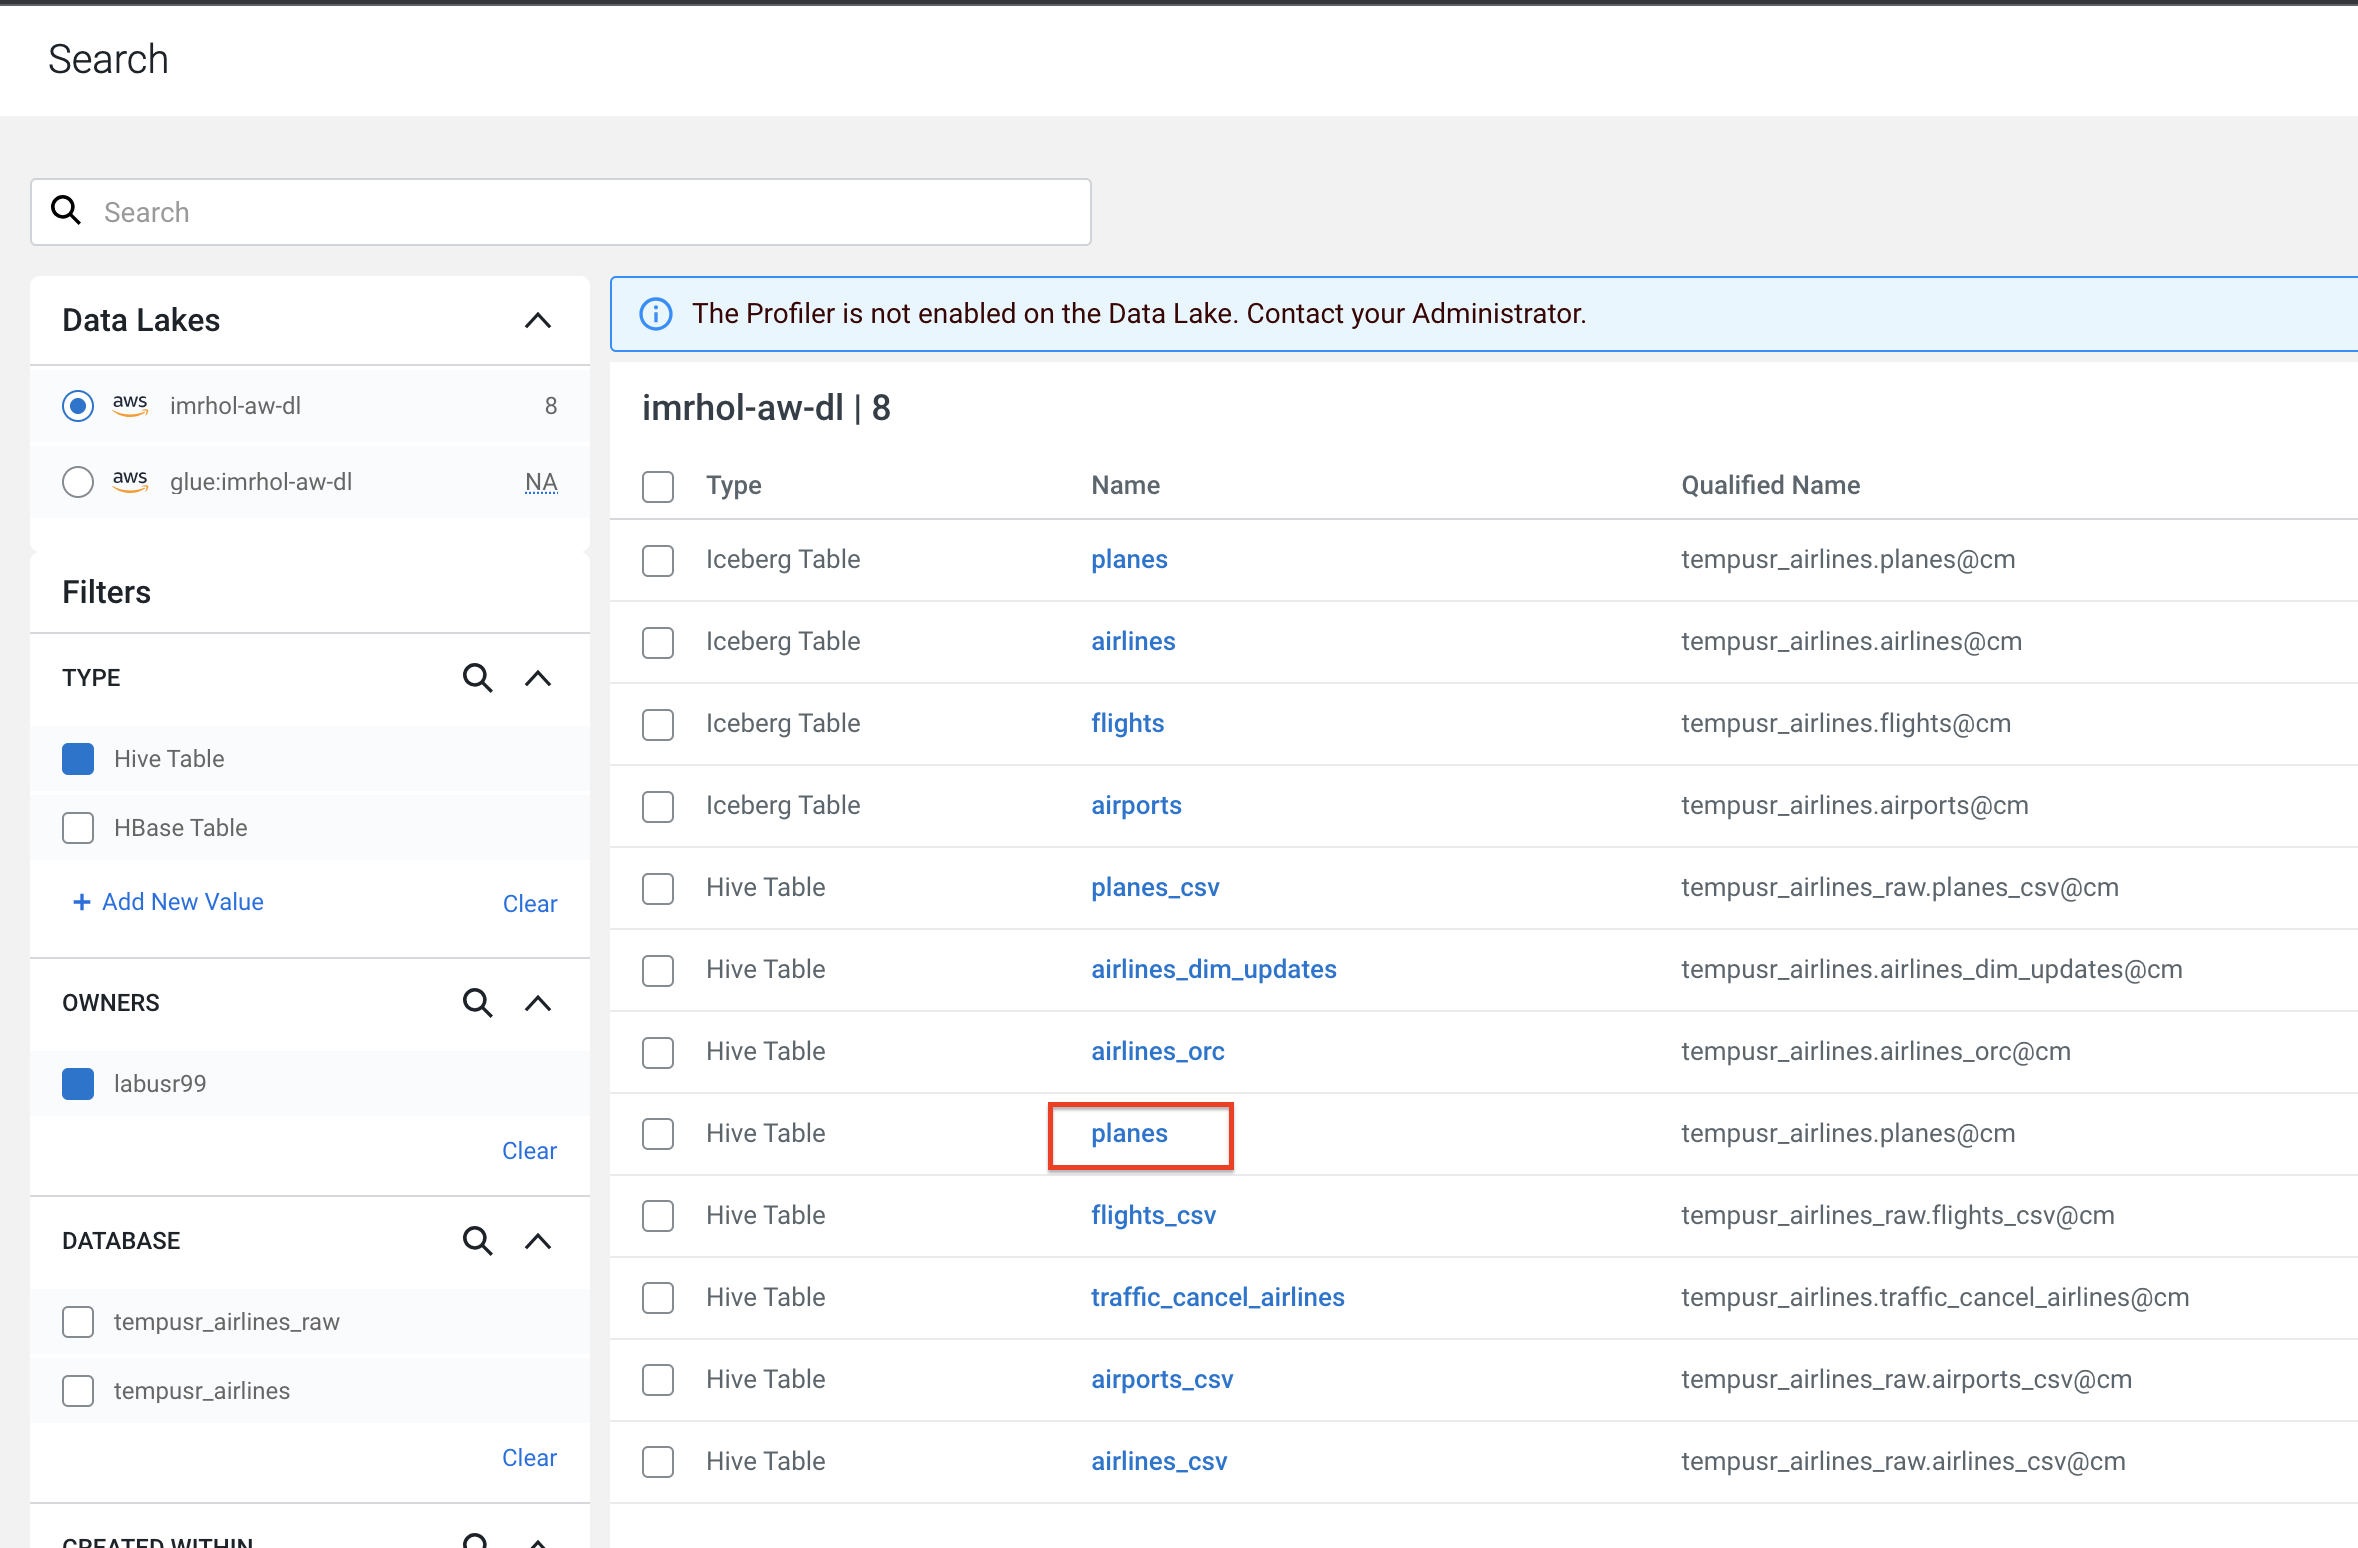 Search
Search
Data Lakes
aws imrhol-aw-dl 8
aws glue:imrhol-aw-dl NA
Filters
TYPE
Hive Table
HBase Table
+ Add New Value Clear
OWNERS
labusr99
Clear
DATABASE
tempusr_airlines_raw
tempusr_airlines
Clear
CREATED WITHIN
The Profiler is not enabled on the Data Lake. Contact your Administrator.
imrhol-aw-dl | 8
Type Name Qualified Name
Iceberg Table planes tempusr_airlines.planes@cm
Iceberg Table airlines tempusr_airlines.airlines@cm
Iceberg Table flights tempusr_airlines.flights@cm
Iceberg Table airports tempusr_airlines.airports@cm
Hive Table planes_csv tempusr_airlines_raw.planes_csv@cm
Hive Table airlines_dim_updates tempusr_airlines.airlines_dim_updates@cm
Hive Table airlines_orc tempusr_airlines.airlines_orc@cm
Hive Table planes tempusr_airlines.planes@cm
Hive Table flights_csv tempusr_airlines_raw.flights_csv@cm
Hive Table traffic_cancel_airlines tempusr_airlines.traffic_cancel_airlines@cm
Hive Table airports_csv tempusr_airlines_raw.airports_csv@cm
Hive Table airlines_csv tempusr_airlines_raw.airlines_csv@cm